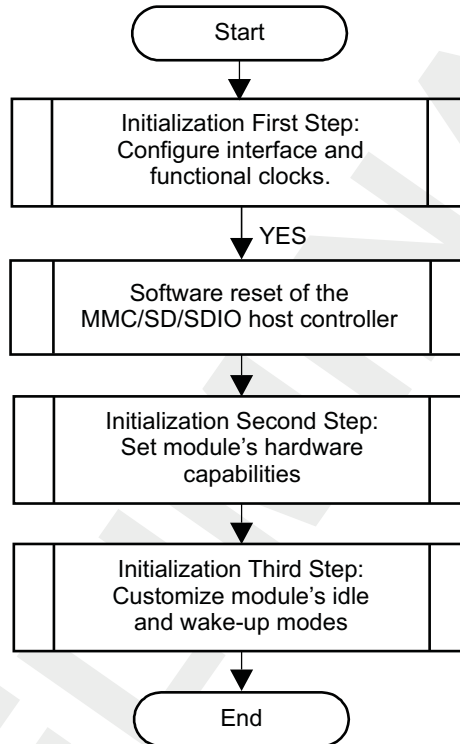 Start
Initialization First Step:
Configure interface and
functional clocks.
YES
Software reset of the
MMC/SD/SDIO host controller
Initialization Second Step:
Set module's hardware
capabilities
Initialization Third Step:
Customize module's idle
and wake-up modes
End